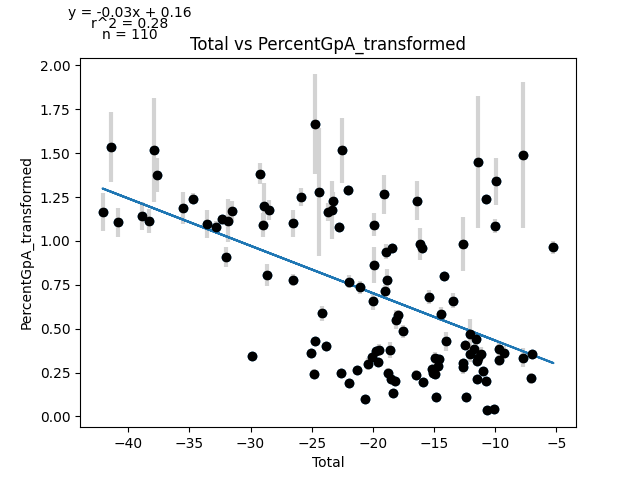 y = -0.03x + 0.16
r^2 = 0.28
n = 110
Total vs PercentGpA_transformed
2.00
1.75
1.50
1.25
1.00
0.75
0.50
0.25
0.00
PercentGpA_transformed
−40 −35 −30 −25 −20 −15 −10 −5
Total